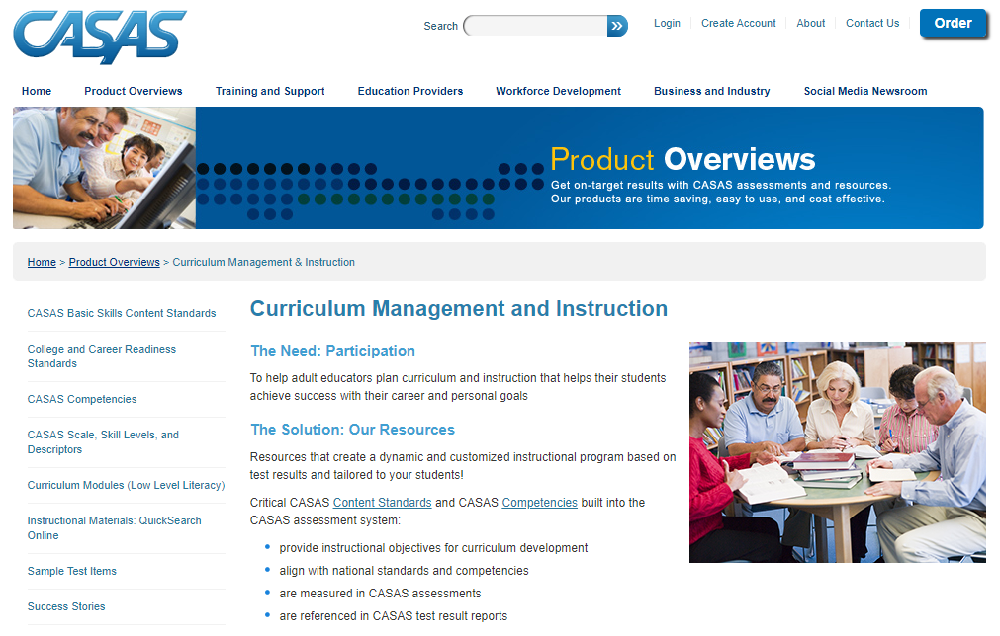 CASAS
Search
Login
Create Account
About
Contact Us
Order
Home
Product Overviews
Training and Support
Education Providers
Workforce Development
Business and Industry
Social Media Newsroom
Product Overviews
Get on-target results with CASAS assessments and resources.
Our products are time saving, easy to use, and cost effective.
Home > Product Overviews > Curriculum Management & Instruction
CASAS Basic Skills Content Standards
College and Career Readiness
Standards
CASAS Competencies
CASAS Scale, Skill Levels, and
Descriptors
Curriculum Modules (Low Level Literacy)
Instructional Materials: QuickSearch
Online
Sample Test Items
Success Stories
Curriculum Management and Instruction
The Need: Participation
To help adult educators plan curriculum and instruction that helps their students
achieve success with their career and personal goals
The Solution: Our Resources
Resources that create a dynamic and customized instructional program based on
test results and tailored to your students!
Critical CASAS Content Standards and CASAS Competencies built into the
CASAS assessment system:
• provide instructional objectives for curriculum development
• align with national standards and competencies
• are measured in CASAS assessments
• are referenced in CASAS test result reports